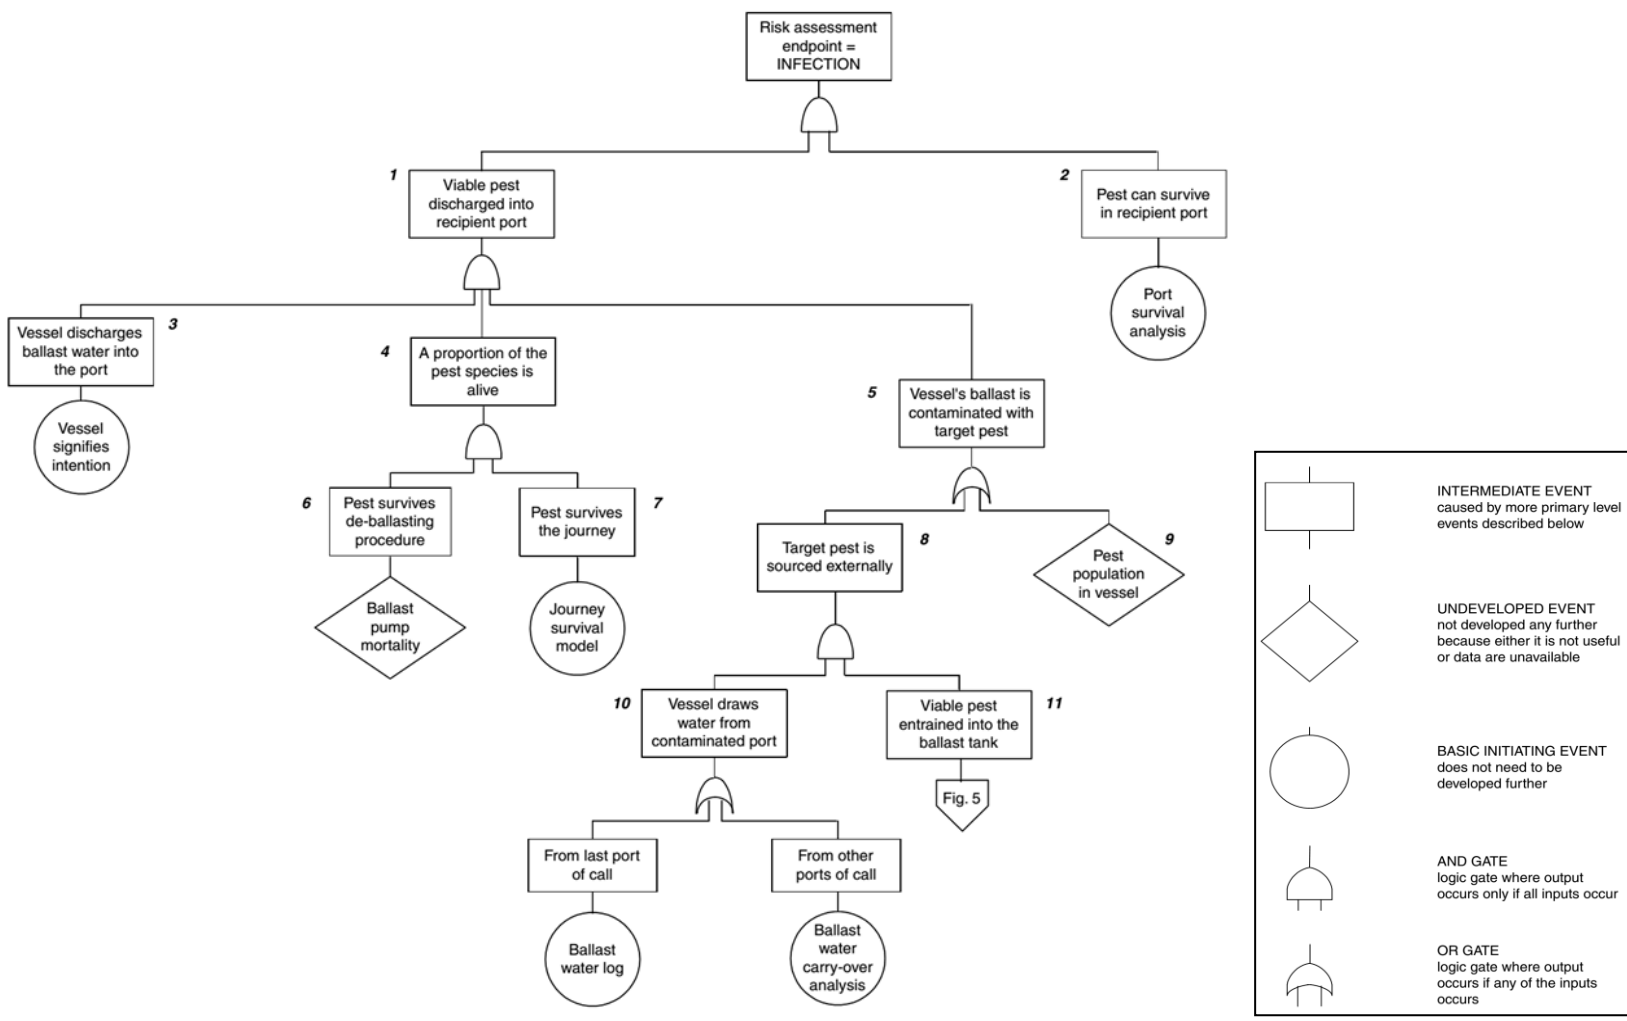 Risk assessment
endpoint =
INFECTION
1
Viable pest
discharged into
recipient port
2
Pest can survive
in recipient port
Port
survival
analysis
3
Vessel discharges
ballast water into
the port
Vessel
signifies
intention
4
A proportion of the
pest species is
alive
5
Vessel's ballast is
contaminated with
target pest
6
Pest survives
de-ballasting
procedure
Ballast
pump
mortality
7
Pest survives
the journey
Journey
survival
model
8
Target pest is
sourced externally
9
Pest
population
in vessel
10
Vessel draws
water from
contaminated port
11
Viable pest
entrained into the
ballast tank
Fig. 5
From last port
of call
Ballast
water log
From other
ports of call
Ballast
water
carry-over
analysis
INTERMEDIATE EVENT
caused by more primary level
events described below
UNDEVELOPED EVENT
not developed any further
because either it is not useful
or data are unavailable
BASIC INITIATING EVENT
does not need to be
developed further
AND GATE
logic gate where output
occurs only if all inputs occur
OR GATE
logic gate where output
occurs if any of the inputs
occurs